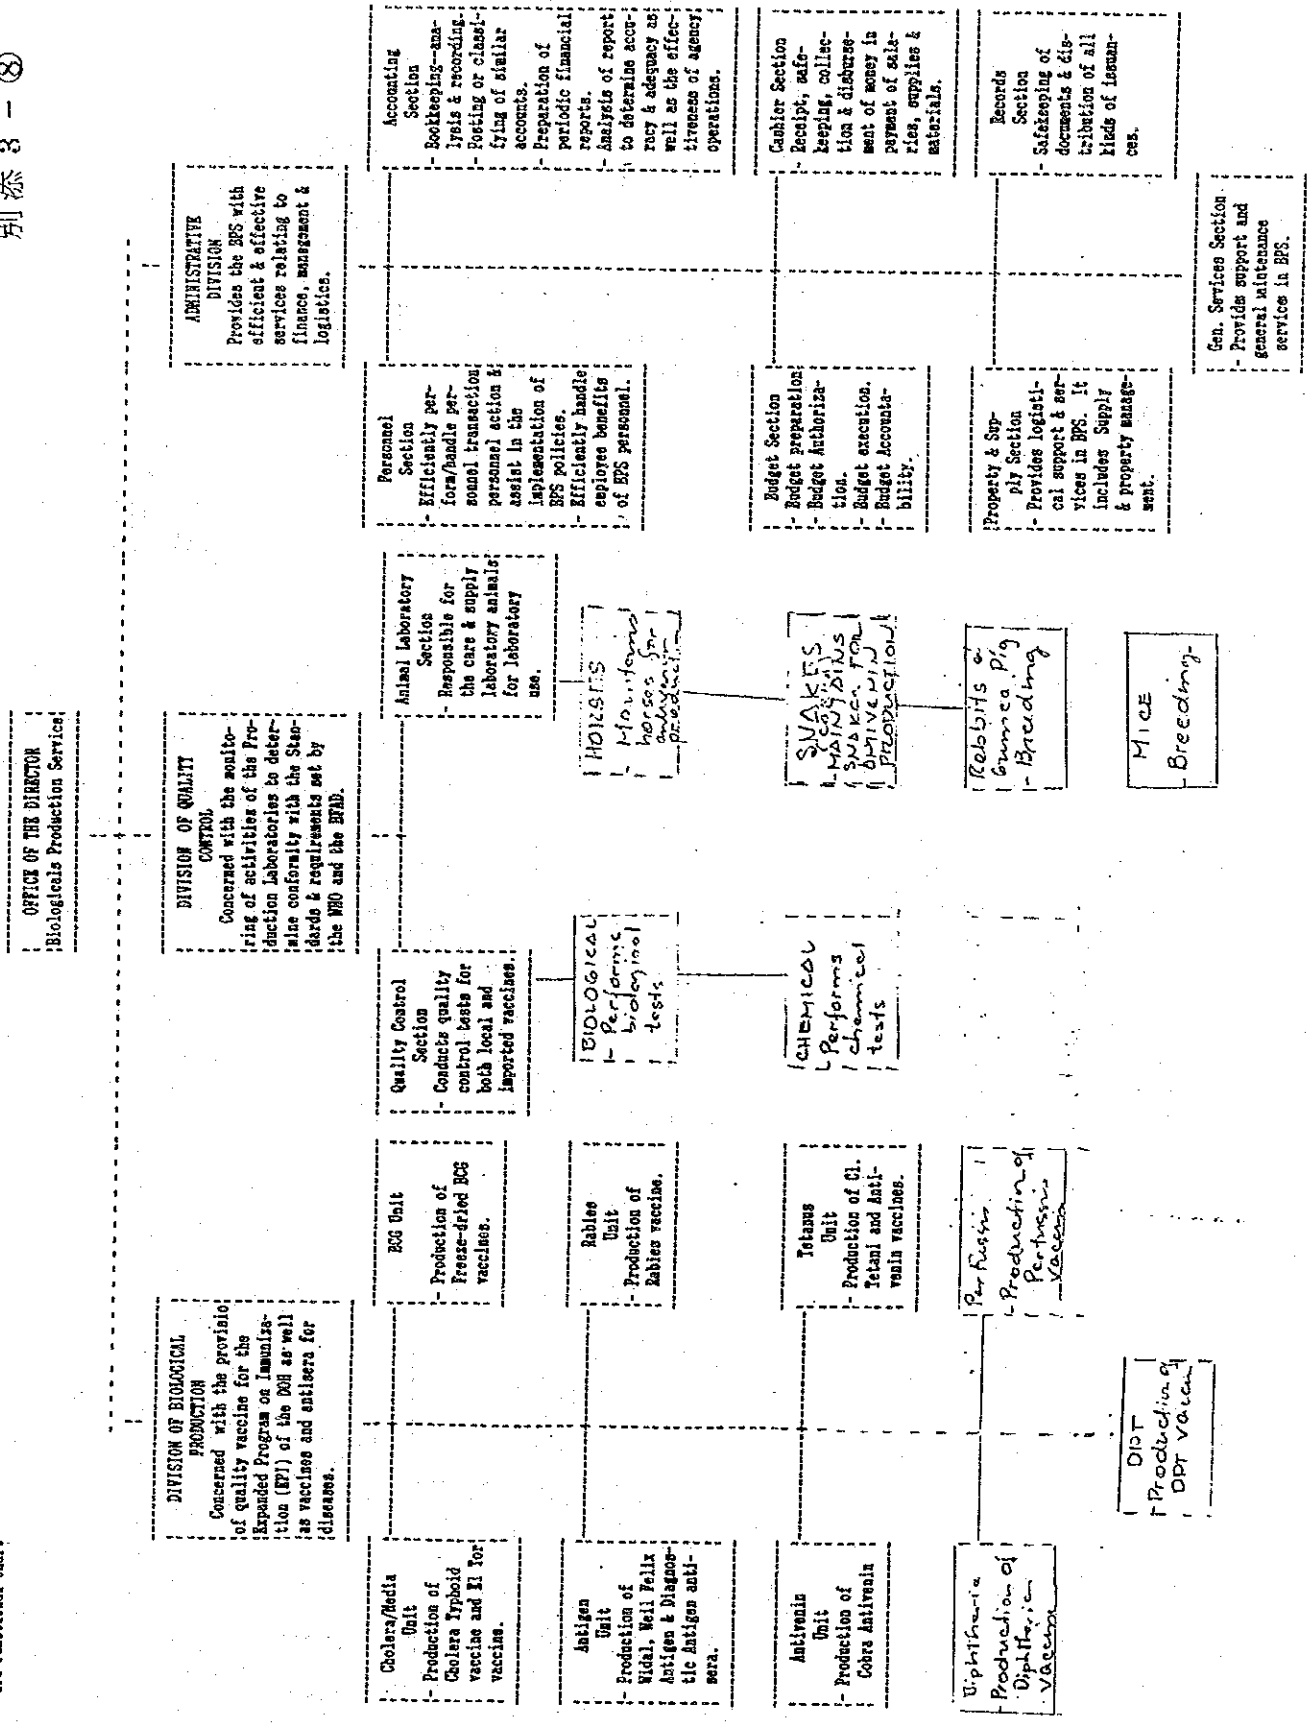 別添 3 - ⑧
OFFICE OF THE DIRECTOR
Biologicals Production Service
DIVISION OF BIOLOGICAL
PRODUCTION
Concerned with the provisio
of quality vaccine for the
Expanded Program on Immuniza-
tion (EPI) of the DOH as well
as vaccines and antisera for
diseases.
DIVISION OF QUALITY
CONTROL
Concerned with the monito-
ring of activities of the Pro-
duction Laboratories to deter-
mine conformity with the Stan-
dards & requirements set by
the WHO and the BFAD.
ADMINISTRATIVE
DIVISION
Provides the BPS with
efficient & effective
services relating to
finance, management &
logistics.
Cholera/Media
Unit
- Production of
Cholera Typhoid
vaccine and El Tor
vaccine.
BCG Unit
- Production of
Freeze-dried BCG
vaccines.
Quality Control
Section
- Conducts quality
control tests for
both local and
imported vaccines.
Animal Laboratory
Section
- Responsible for
the care & supply
laboratory animals
for laboratory
use.
Personnel
Section
- Efficiently per-
form/handle per-
sonnel transaction
personnel action &
assist in the
implementation of
BPS policies.
- Efficiently handle
employee benefits
of BPS personnel.
Accounting
Section
- Bookkeeping--ana-
lysis & recording.
- Posting or classi-
fying of similar
accounts.
- Preparation of
periodic financial
reports.
- Analysis of report
to determine accu-
racy & adequacy as
well as the effec-
tiveness of agency
operations.
Antigen
Unit
- Production of
Widal, Weil Felix
Antigen & Diagnos-
tic Antigen anti-
sera.
Rabies
Unit
- Production of
Rabies vaccine.
BIOLOGICAL
- Performs
biological
tests
HORSES
- Maintains
horses for
antivenin
production
Budget Section
- Budget preparation
- Budget Authoriza-
tion.
- Budget execution.
- Budget Accounta-
bility.
Cashier Section
- Receipt, safe-
keeping, collec-
tion & disburse-
ment of money in
payment of sala-
ries, supplies &
materials.
Antivenin
Unit
- Production of
Cobra Antivenin
Tetanus
Unit
- Production of Cl.
Tetani and Anti-
venin vaccines.
CHEMICAL
- Performs
chemical
tests
SNAKES
- MAINTAINS
SNAKES FOR
ANTIVENIN
PRODUCTION
Property & Sup-
ply Section
- Provides logisti-
cal support & ser-
vices in BPS. It
includes Supply
& property manage-
ment.
Records
Section
- Safekeeping of
documents & dis-
tribution of all
kinds of issuan-
ces.
Diphtheria
- Production of
Diphtheria
vaccine
Pertussis
- Production of
Pertussis
vaccine
Rabbits &
Guinea Pig
- Breeding
DPT
- Production of
DPT vaccine
MICE
- Breeding
Gen. Services Section
- Provides support and
general maintenance
services in BPS.